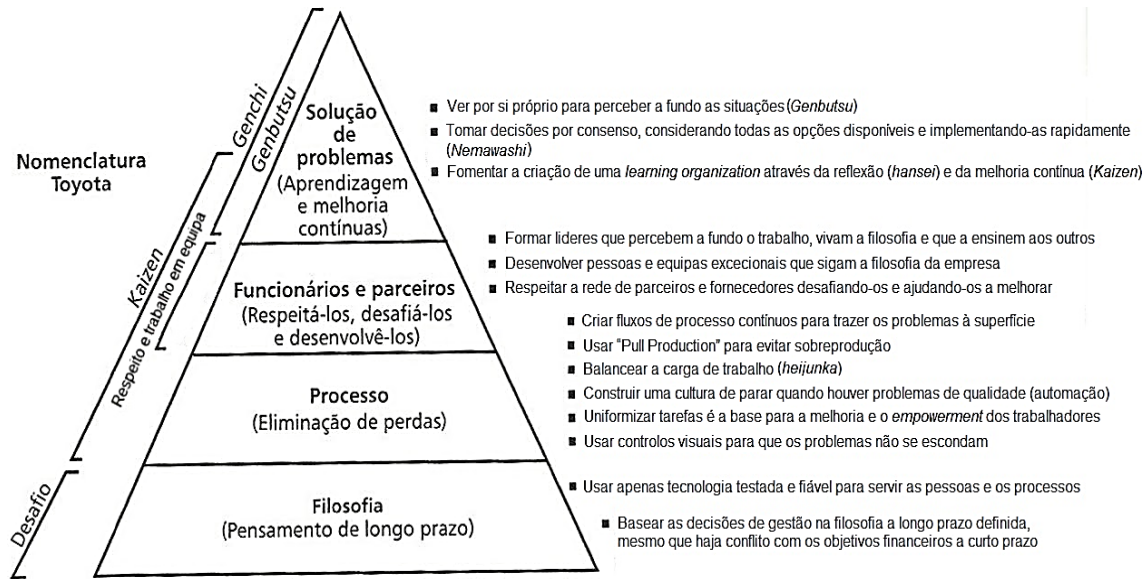 Nomenclatura
Toyota
Genchi
Genbutsu
Kaizen
Respeito e trabalho em equipa
Desafio
Solução
de
problemas
(Aprendizagem
e melhoria
contínuas)
Funcionários e parceiros
(Respeitá-los, desafiá-los
e desenvolvê-los)
Processo
(Eliminação de perdas)
Filosofia
(Pensamento de longo prazo)
▪ Ver por si próprio para perceber a fundo as situações (Genbutsu)
▪ Tomar decisões por consenso, considerando todas as opções disponíveis e implementando-as rapidamente
(Nemawashi)
▪ Fomentar a criação de uma learning organization através da reflexão (hansei) e da melhoria contínua (Kaizen)
▪ Formar lideres que percebem a fundo o trabalho, vivam a filosofia e que a ensinem aos outros
▪ Desenvolver pessoas e equipas excecionais que sigam a filosofia da empresa
▪ Respeitar a rede de parceiros e fornecedores desafiando-os e ajudando-os a melhorar
▪ Criar fluxos de processo contínuos para trazer os problemas à superfície
▪ Usar "Pull Production" para evitar sobreprodução
▪ Balancear a carga de trabalho (heijunka)
▪ Construir uma cultura de parar quando houver problemas de qualidade (automação)
▪ Uniformizar tarefas é a base para a melhoria e o empowerment dos trabalhadores
▪ Usar controlos visuais para que os problemas não se escondam
▪ Usar apenas tecnologia testada e fiável para servir as pessoas e os processos
▪ Basear as decisões de gestão na filosofia a longo prazo definida,
mesmo que haja conflito com os objetivos financeiros a curto prazo